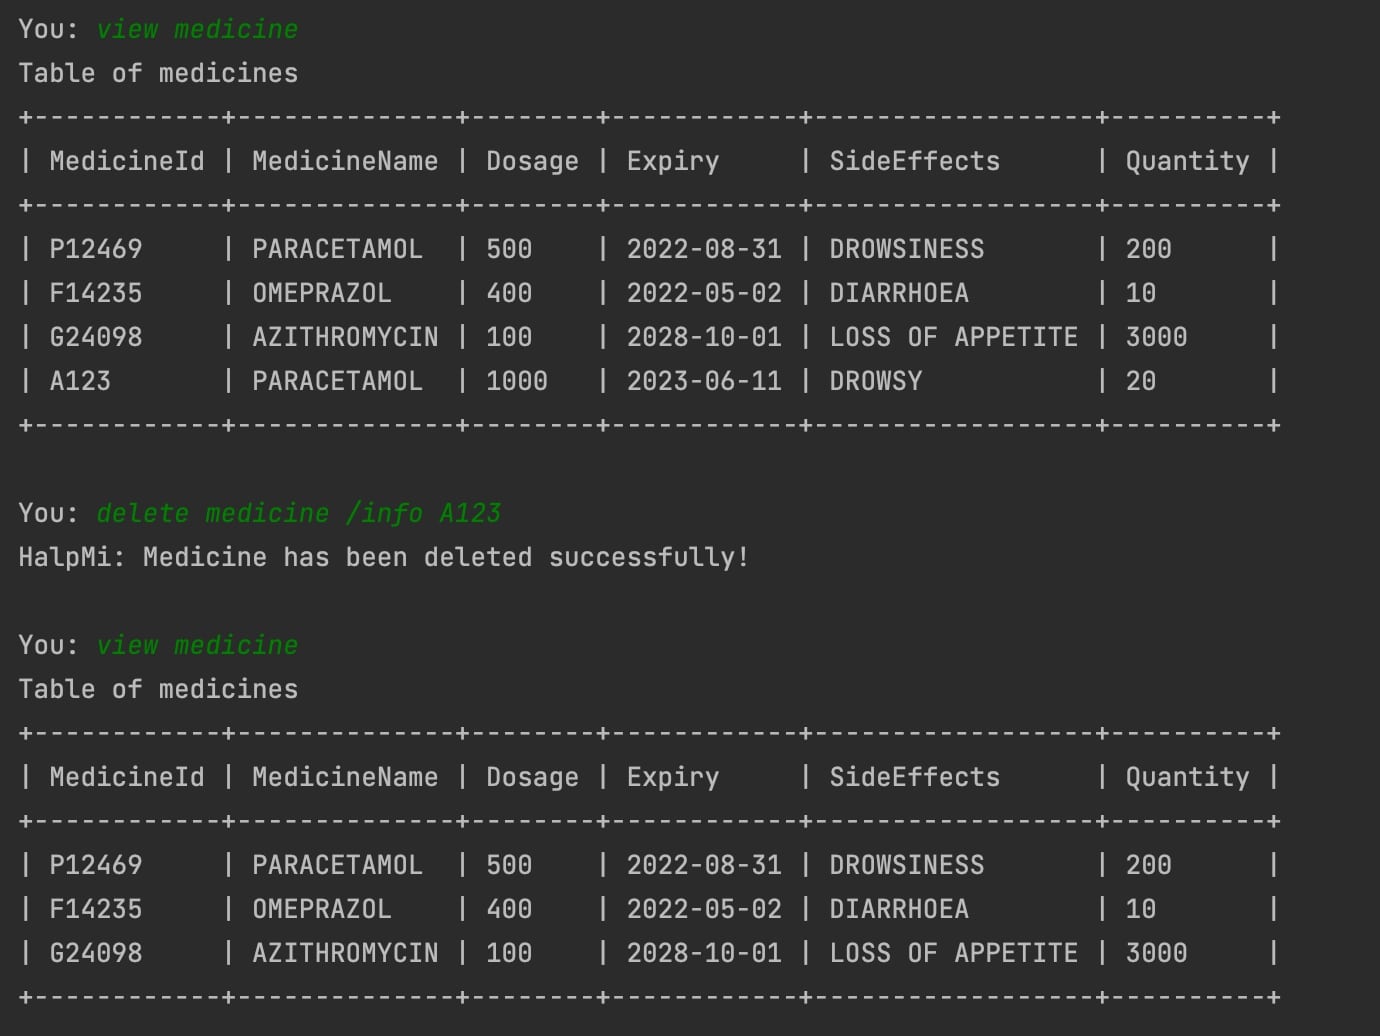 You: view medicine
Table of medicines
+------------+--------------+--------+------------+------------------+----------+
| MedicineId | MedicineName | Dosage | Expiry     | SideEffects      | Quantity |
+------------+--------------+--------+------------+------------------+----------+
| P12469     | PARACETAMOL  | 500    | 2022-08-31 | DROWSINESS       | 200      |
| F14235     | OMEPRAZOL    | 400    | 2022-05-02 | DIARRHOEA        | 10       |
| G24098     | AZITHROMYCIN | 100    | 2028-10-01 | LOSS OF APPETITE | 3000     |
| A123       | PARACETAMOL  | 1000   | 2023-06-11 | DROWSY           | 20       |
+------------+--------------+--------+------------+------------------+----------+
You: delete medicine /info A123
HalpMi: Medicine has been deleted successfully!
You: view medicine
Table of medicines
+------------+--------------+--------+------------+------------------+----------+
| MedicineId | MedicineName | Dosage | Expiry     | SideEffects      | Quantity |
+------------+--------------+--------+------------+------------------+----------+
| P12469     | PARACETAMOL  | 500    | 2022-08-31 | DROWSINESS       | 200      |
| F14235     | OMEPRAZOL    | 400    | 2022-05-02 | DIARRHOEA        | 10       |
| G24098     | AZITHROMYCIN | 100    | 2028-10-01 | LOSS OF APPETITE | 3000     |
+------------+--------------+--------+------------+------------------+----------+